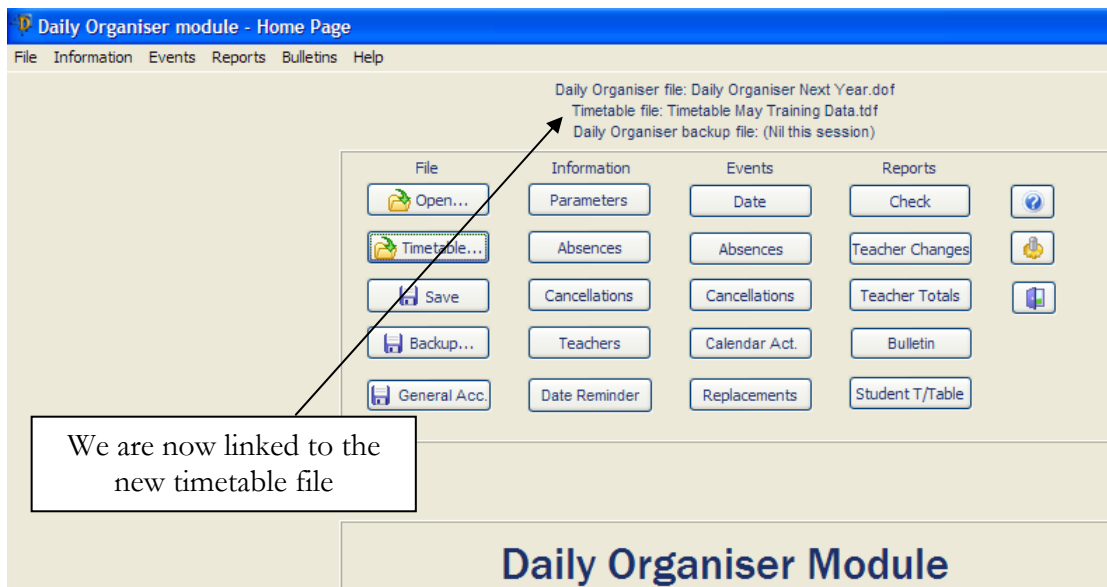 Daily Organiser module - Home Page
File Information Events Reports Bulletins Help
Daily Organiser file: Daily Organiser Next Year.dof
Timetable file: Timetable May Training Data.tdf
Daily Organiser backup file: (Nil this session)
File Information Events Reports
Open... Parameters Date Check
Timetable... Absences Absences Teacher Changes
Save Cancellations Cancellations Teacher Totals
Backup... Teachers Calendar Act. Bulletin
General Acc. Date Reminder Replacements Student T/Table
We are now linked to the
new timetable file
Daily Organiser Module